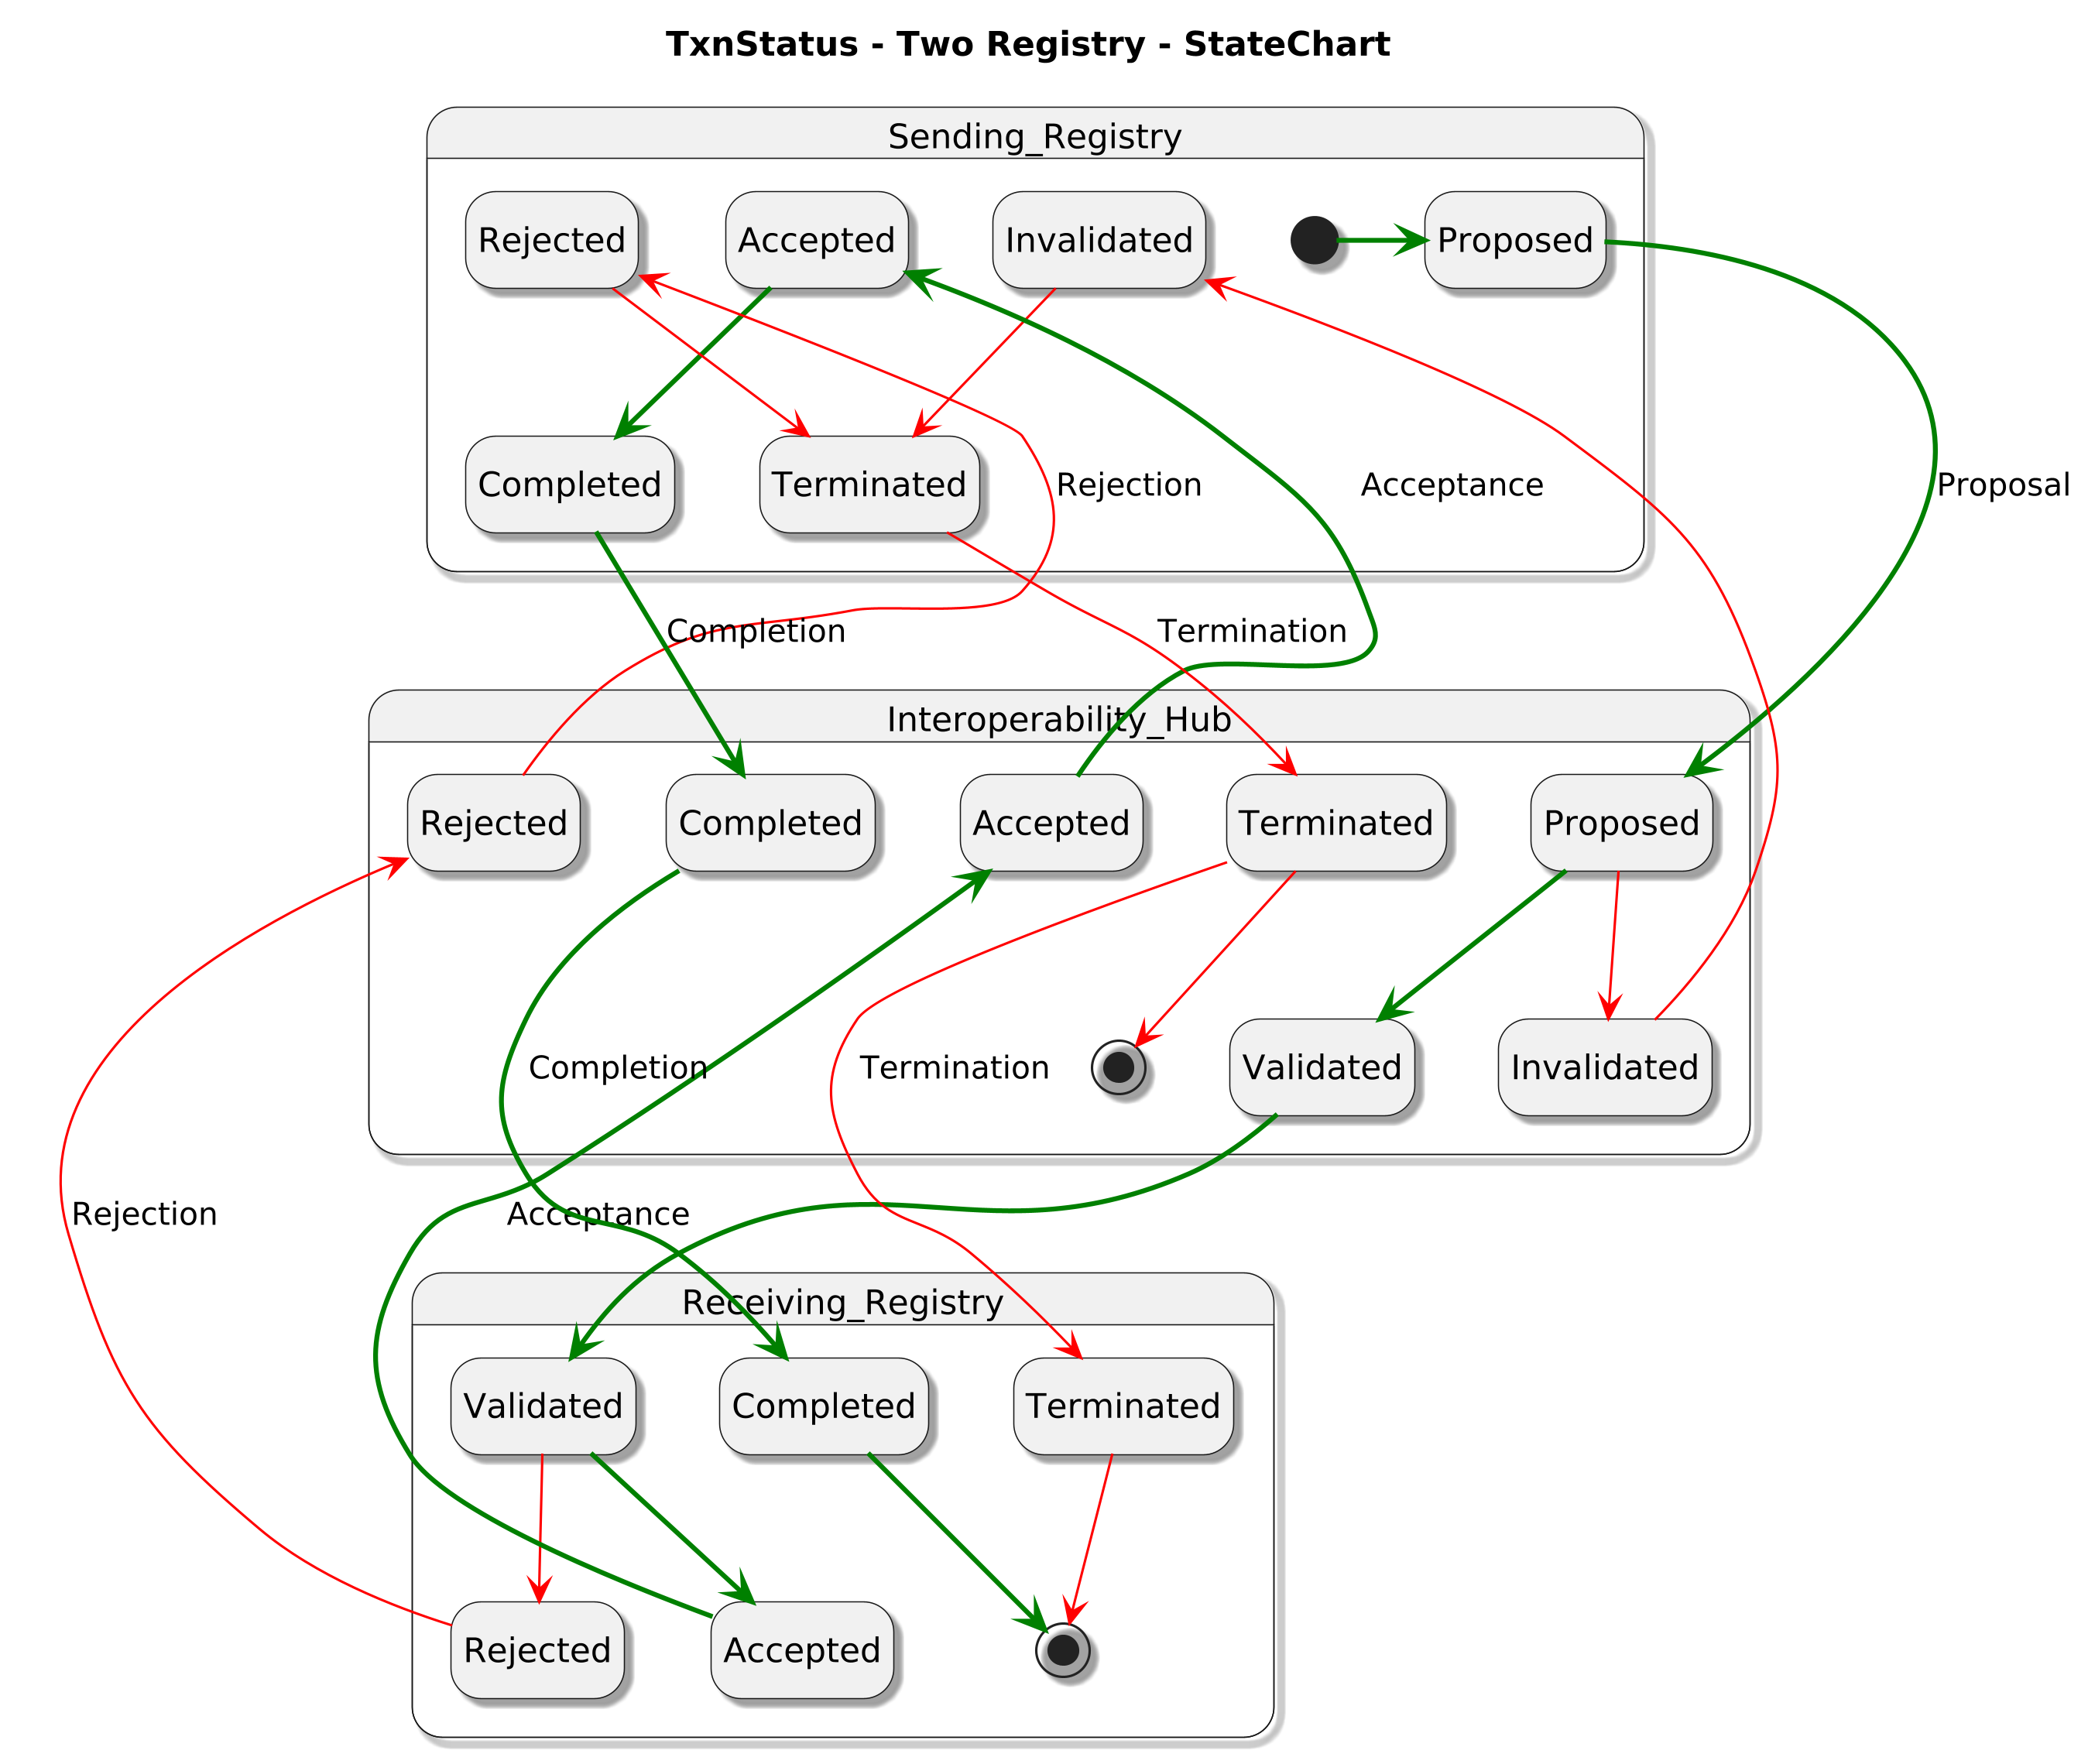 TxnStatus - Two Registry - StateChart
Sending_Registry
Rejected
Accepted
Invalidated
Proposed
Completed
Terminated
Rejection
Acceptance
Proposal
Completion
Termination
Interoperability_Hub
Rejected
Completed
Accepted
Terminated
Proposed
Completion
Termination
Validated
Invalidated
Rejection
Acceptance
Receiving_Registry
Validated
Completed
Terminated
Rejected
Accepted